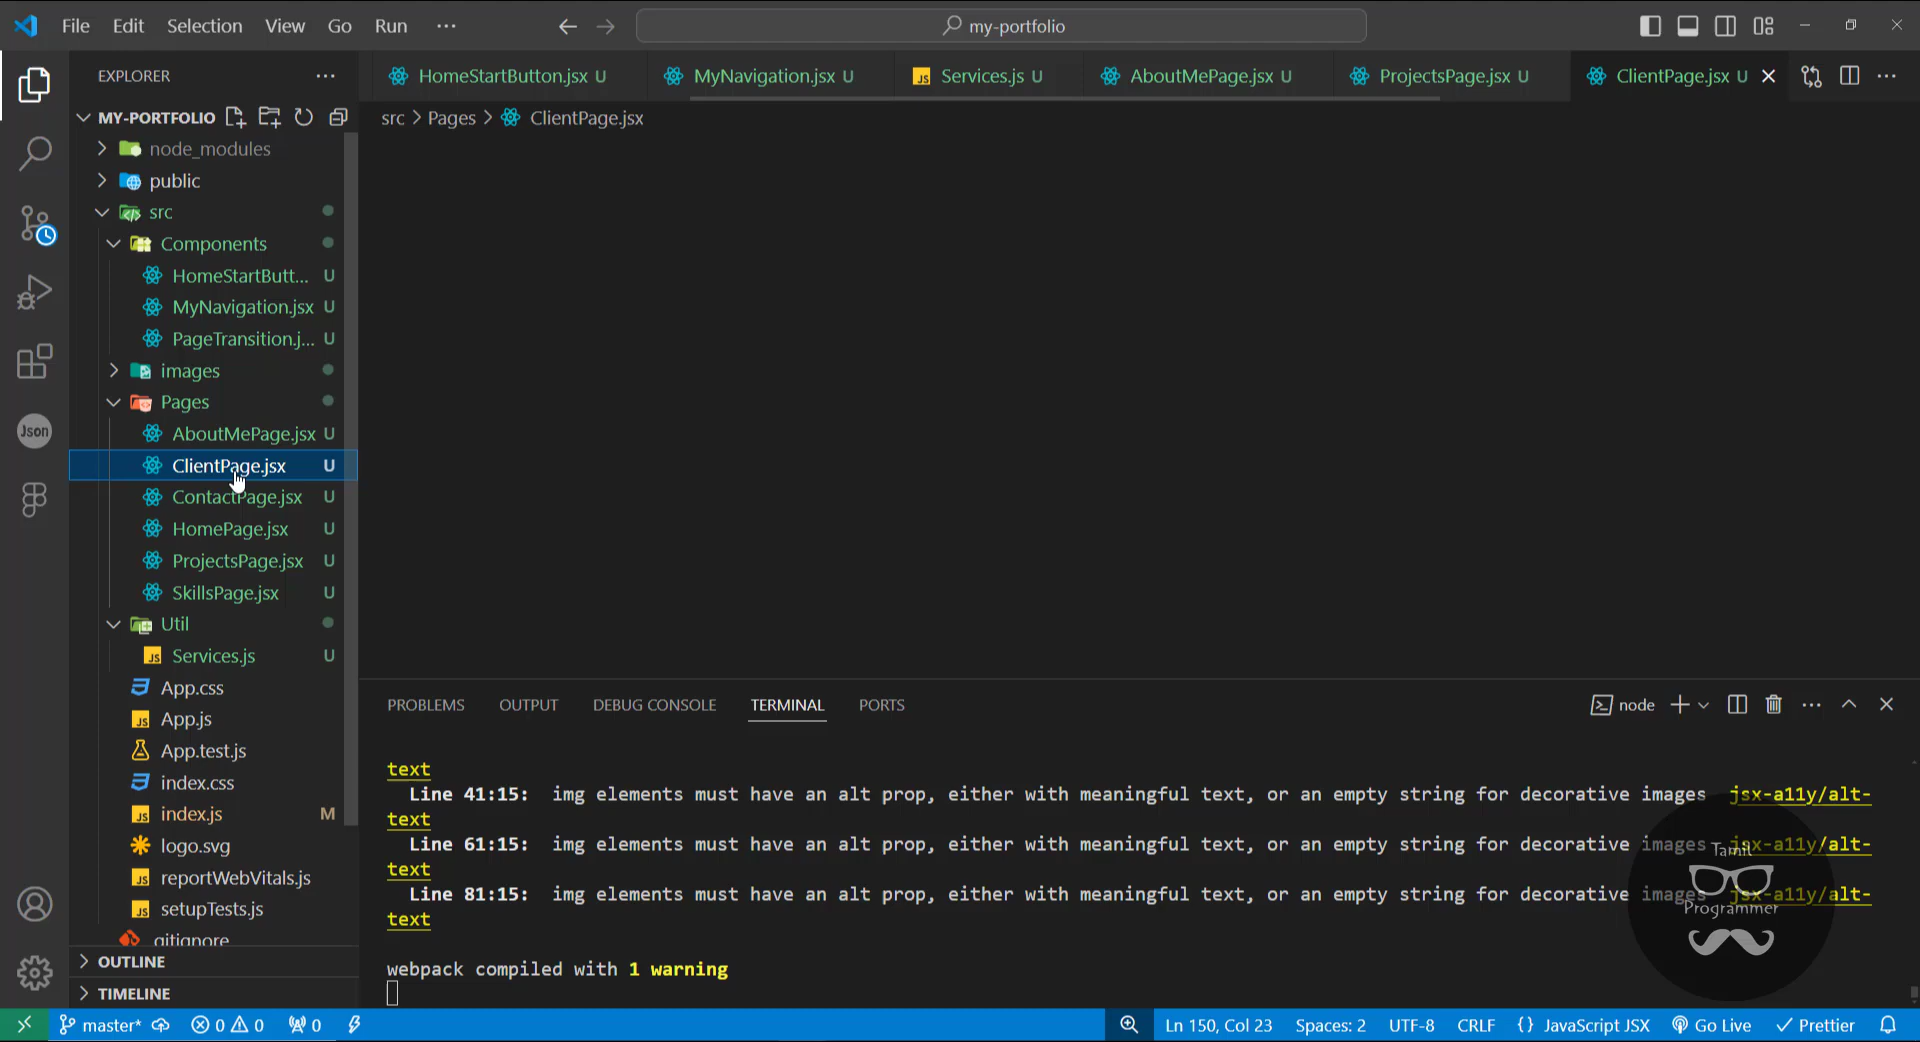 File Edit Selection View Go Run ···
my-portfolio
EXPLORER
HomeStartButton.jsx U
MyNavigation.jsx U
JS Services.js U
AboutMePage.jsx U
ProjectsPage.jsx U
ClientPage.jsx U
MY-PORTFOLIO
src > Pages > ClientPage.jsx
node_modules
public
src
Components
HomeStartButt... U
MyNavigation.jsx U
PageTransition.j... U
images
Pages
AboutMePage.jsx U
ClientPage.jsx U
ContactPage.jsx U
HomePage.jsx U
ProjectsPage.jsx U
SkillsPage.jsx U
Util
JS Services.js U
App.css
JS App.js
App.test.js
index.css
JS index.js M
logo.svg
JS reportWebVitals.js
JS setupTests.js
.gitignore
OUTLINE
TIMELINE
Json
PROBLEMS OUTPUT DEBUG CONSOLE TERMINAL PORTS
node
text
Line 41:15: img elements must have an alt prop, either with meaningful text, or an empty string for decorative images jsx-a11y/alt-
text
Line 61:15: img elements must have an alt prop, either with meaningful text, or an empty string for decorative images jsx-a11y/alt-
text
Line 81:15: img elements must have an alt prop, either with meaningful text, or an empty string for decorative images jsx-a11y/alt-
text
webpack compiled with 1 warning
Tamil
Programmer
master* 0 0 0
Ln 150, Col 23 Spaces: 2 UTF-8 CRLF {} JavaScript JSX Go Live Prettier